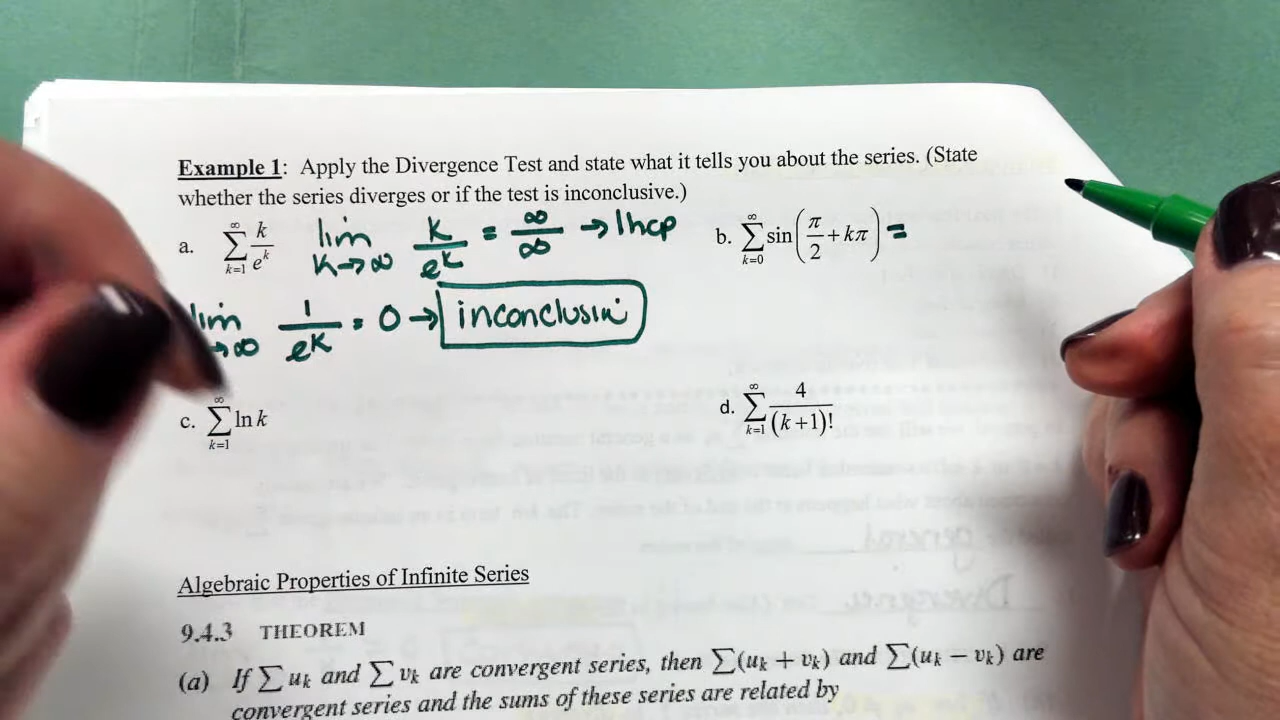 Example 1: Apply the Divergence Test and state what it tells you about the series. (State
whether the series diverges or if the test is inconclusive.)
a. ∞ ∑ k=1 k/e^k lim k→∞ k/e^k = ∞/∞ → lhop
lim →∞ 1/e^k = 0 → inconclusiv
b. ∞ ∑ k=0 sin(π/2 + kπ) =
c. ∞ ∑ k=1 ln k
d. ∞ ∑ k=1 4/(k+1)!
Algebraic Properties of Infinite Series
9.4.3 THEOREM
(a) If ∑ u_k and ∑ v_k are convergent series, then ∑(u_k + v_k) and ∑(u_k − v_k) are
convergent series and the sums of these series are related by